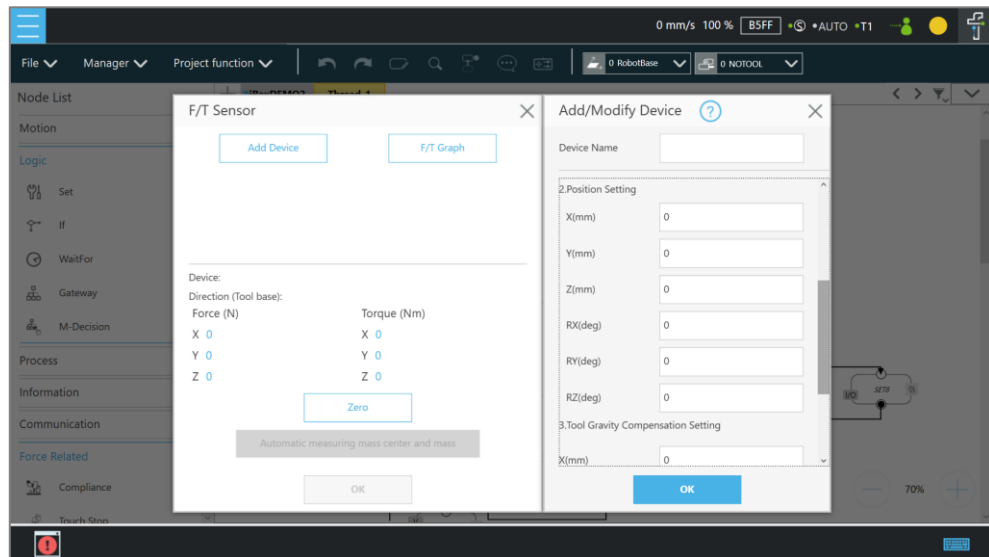 0 mm/s 100 % B5FF •Ⓢ •AUTO •T1
File Manager Project function 0 RobotBase 0 NOTOOL
Node List
Thread_1
Motion
Logic
Set
If
WaitFor
Gateway
M-Decision
Process
Information
Communication
Force Related
Compliance
Touch Stop
F/T Sensor
Add Device F/T Graph
Device:
Direction (Tool base):
Force (N) Torque (Nm)
X 0 X 0
Y 0 Y 0
Z 0 Z 0
Zero
Automatic measuring mass center and mass
OK
Add/Modify Device ?
Device Name
2.Position Setting
X(mm) 0
Y(mm) 0
Z(mm) 0
RX(deg) 0
RY(deg) 0
RZ(deg) 0
3.Tool Gravity Compensation Setting
X(mm) 0
OK
I/O SET8
70%